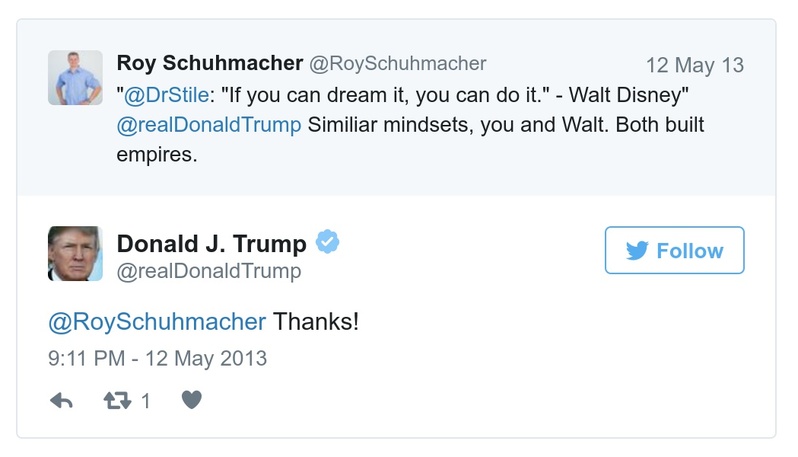 Roy Schuhmacher @RoySchuhmacher 12 May 13
"@DrStile: "If you can dream it, you can do it." - Walt Disney"
@realDonaldTrump Similiar mindsets, you and Walt. Both built
empires.
Donald J. Trump
@realDonaldTrump
Follow
@RoySchuhmacher Thanks!
9:11 PM - 12 May 2013
1